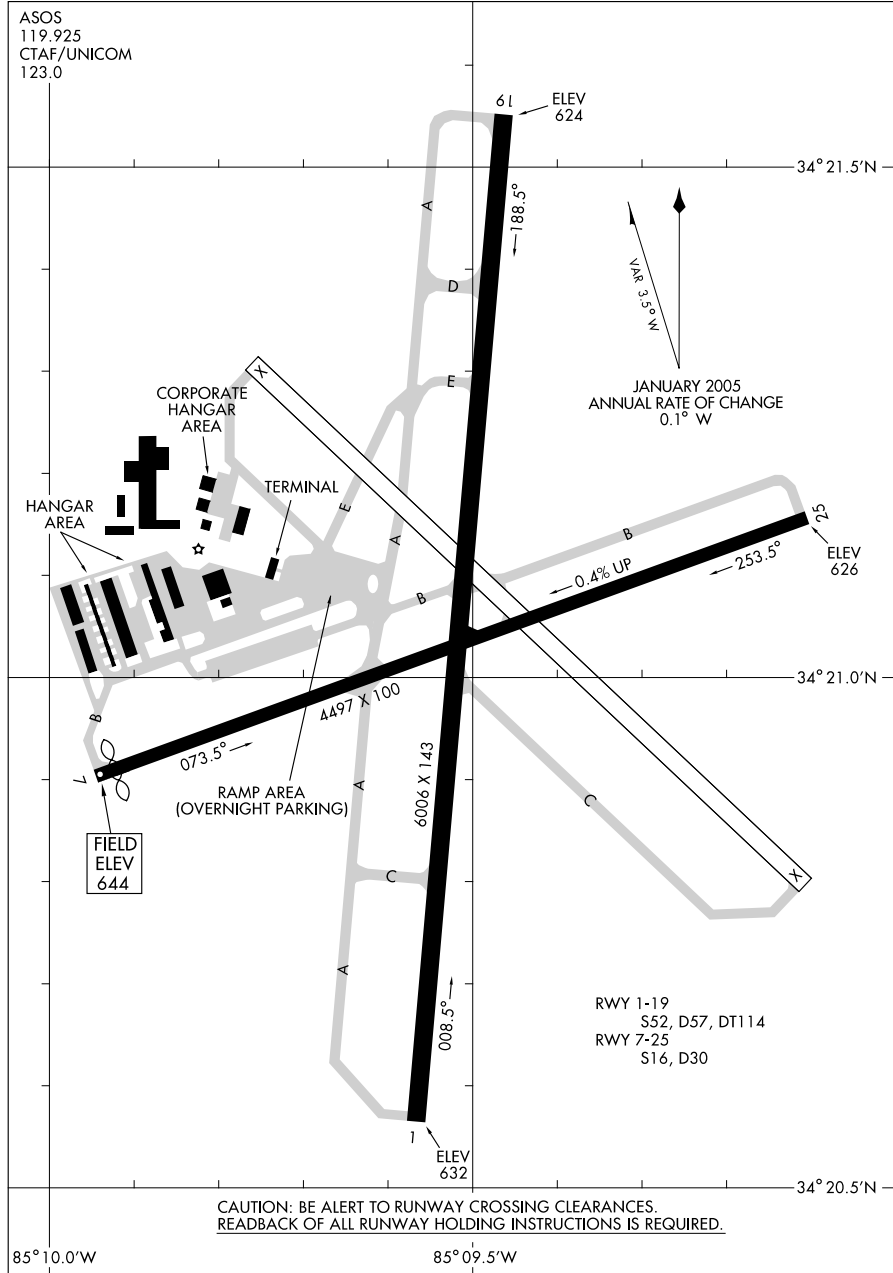 ASOS
119.925
CTAF/UNICOM
123.0
19
ELEV
624
34°21.5'N
A
188.5°
D
VAR 3.5° W
JANUARY 2005
ANNUAL RATE OF CHANGE
0.1° W
X
E
CORPORATE
HANGAR
AREA
TERMINAL
HANGAR
AREA
E
A
B
25
ELEV
626
0.4% UP
253.5°
B
34°21.0'N
4497 X 100
B
073.5°
7
RAMP AREA
(OVERNIGHT PARKING)
A
6006 X 143
C
FIELD
ELEV
644
C
X
A
008.5°
RWY 1-19
S52, D57, DT114
RWY 7-25
S16, D30
1
ELEV
632
34°20.5'N
CAUTION: BE ALERT TO RUNWAY CROSSING CLEARANCES.
READBACK OF ALL RUNWAY HOLDING INSTRUCTIONS IS REQUIRED.
85°10.0'W
85°09.5'W